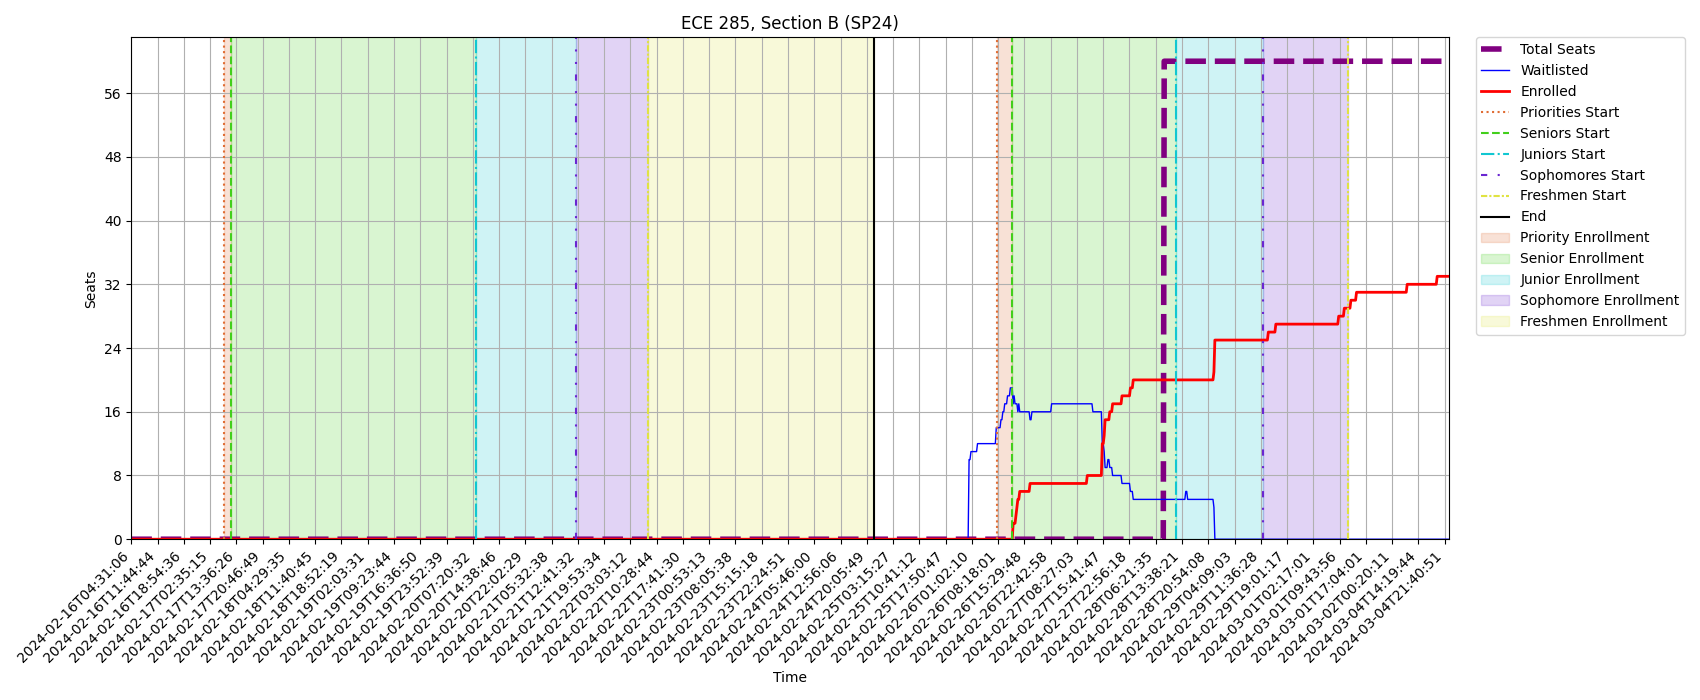 ECE 285, Section B (SP24)
Seats
56
48
40
32
24
16
8
0
2024-02-16T04:31:06
2024-02-16T11:44:44
2024-02-16T18:54:36
2024-02-17T02:35:15
2024-02-17T13:36:26
2024-02-17T20:46:49
2024-02-18T04:29:35
2024-02-18T11:40:45
2024-02-18T18:52:19
2024-02-19T02:03:31
2024-02-19T09:23:44
2024-02-19T16:36:50
2024-02-19T23:52:39
2024-02-20T07:20:32
2024-02-20T14:38:46
2024-02-20T22:02:29
2024-02-21T05:32:38
2024-02-21T12:41:32
2024-02-21T19:53:34
2024-02-22T03:03:12
2024-02-22T10:28:44
2024-02-22T17:41:30
2024-02-23T00:53:13
2024-02-23T08:05:38
2024-02-23T15:15:18
2024-02-23T22:24:51
2024-02-24T05:46:00
2024-02-24T12:56:06
2024-02-24T20:05:49
2024-02-25T03:15:27
2024-02-25T10:41:12
2024-02-25T17:50:47
2024-02-26T01:02:10
2024-02-26T08:18:01
2024-02-26T15:29:48
2024-02-26T22:42:58
2024-02-27T08:27:03
2024-02-27T15:41:47
2024-02-27T22:56:18
2024-02-28T06:21:35
2024-02-28T13:38:21
2024-02-28T20:54:08
2024-02-29T04:09:03
2024-02-29T11:36:28
2024-02-29T19:01:17
2024-03-01T02:17:01
2024-03-01T09:43:56
2024-03-01T17:04:01
2024-03-02T00:20:11
2024-03-04T14:19:44
2024-03-04T21:40:51
Time
Total Seats
Waitlisted
Enrolled
Priorities Start
Seniors Start
Juniors Start
Sophomores Start
Freshmen Start
End
Priority Enrollment
Senior Enrollment
Junior Enrollment
Sophomore Enrollment
Freshmen Enrollment